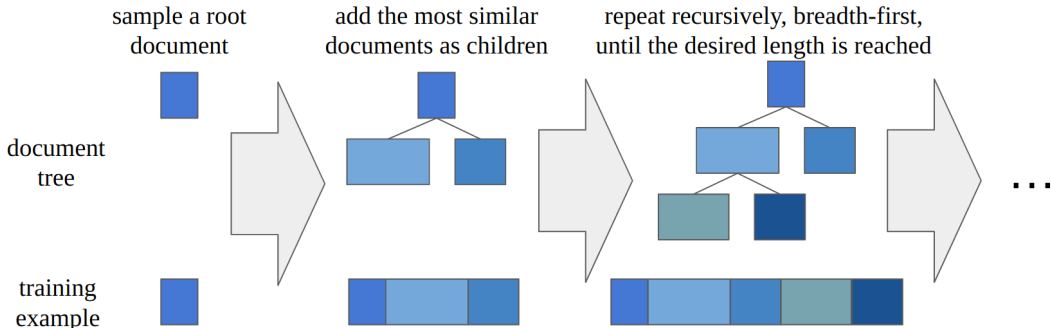 sample a root
document
add the most similar
documents as children
repeat recursively, breadth-first,
until the desired length is reached
document
tree
...
training
example